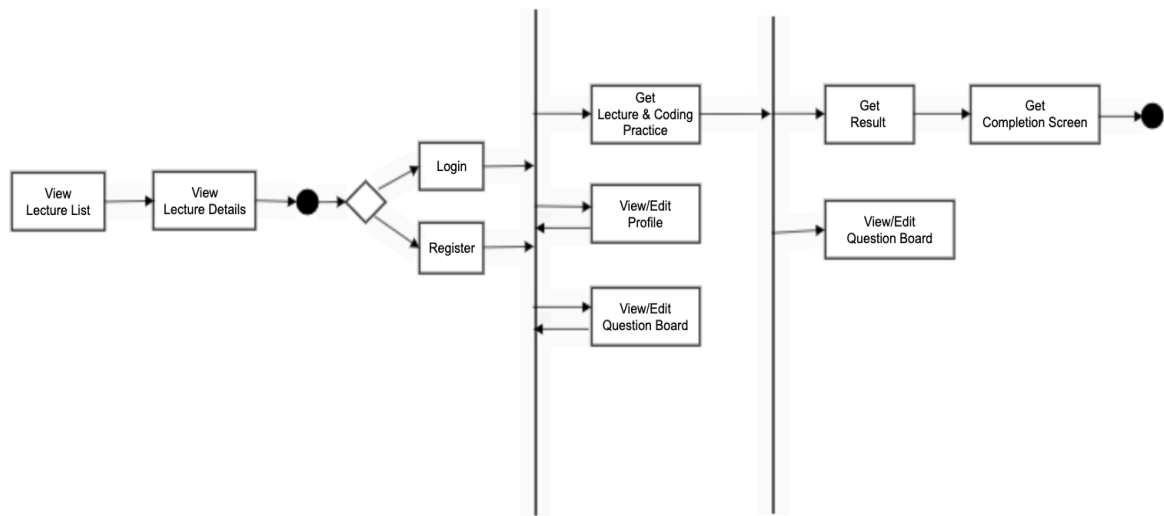 View
Lecture List
View
Lecture Details
Login
Register
Get
Lecture & Coding
Practice
View/Edit
Profile
View/Edit
Question Board
Get
Result
Get
Completion Screen
View/Edit
Question Board